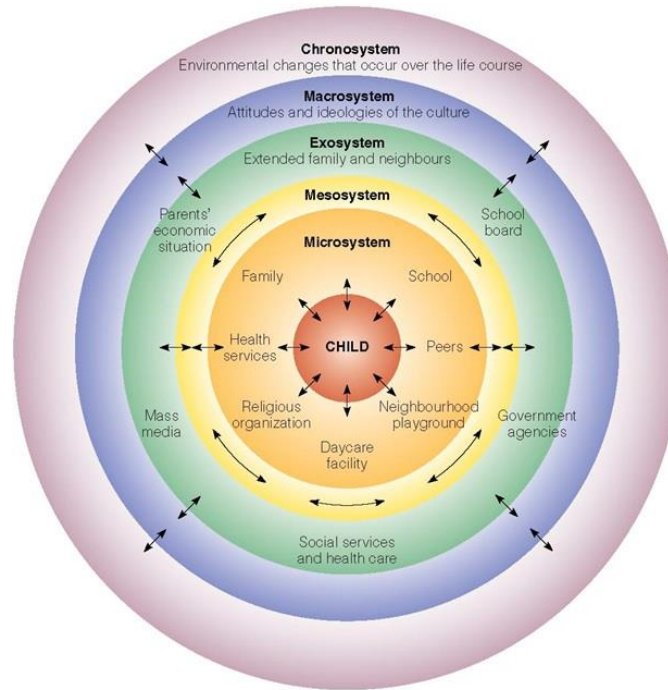 Chronosystem
Environmental changes that occur over the life course
Macrosystem
Attitudes and ideologies of the culture
Exosystem
Extended family and neighbours
Mesosystem
Parents'
economic
situation
School
board
Microsystem
Family
School
Health
services
CHILD
Peers
Religious
organization
Neighbourhood
playground
Mass
media
Government
agencies
Daycare
facility
Social services
and health care